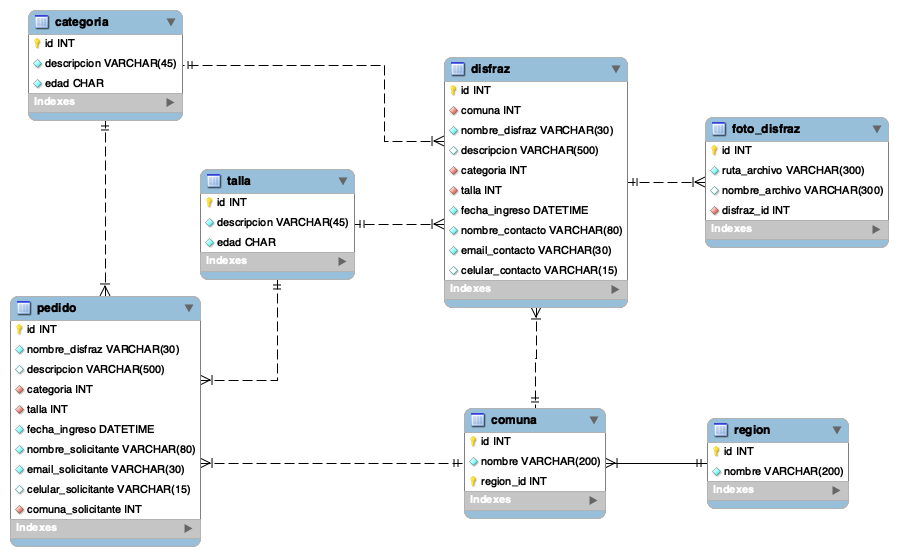 categoria
id INT
descripcion VARCHAR(45)
edad CHAR
Indexes
disfraz
id INT
comuna INT
nombre_disfraz VARCHAR(30)
descripcion VARCHAR(500)
categoria INT
talla INT
fecha_ingreso DATETIME
nombre_contacto VARCHAR(80)
email_contacto VARCHAR(30)
celular_contacto VARCHAR(15)
Indexes
foto_disfraz
id INT
ruta_archivo VARCHAR(300)
nombre_archivo VARCHAR(300)
disfraz_id INT
Indexes
talla
id INT
descripcion VARCHAR(45)
edad CHAR
Indexes
pedido
id INT
nombre_disfraz VARCHAR(30)
descripcion VARCHAR(500)
categoria INT
talla INT
fecha_ingreso DATETIME
nombre_solicitante VARCHAR(80)
email_solicitante VARCHAR(30)
celular_solicitante VARCHAR(15)
comuna_solicitante INT
Indexes
comuna
id INT
nombre VARCHAR(200)
region_id INT
Indexes
region
id INT
nombre VARCHAR(200)
Indexes